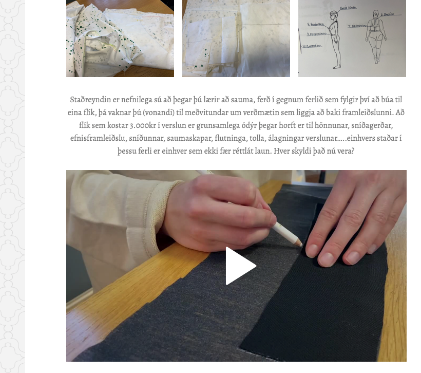 Staðreyndin er nefnilega sú að þegar þú lærir að sauma, ferð í gegnum ferlið sem fylgir því að búa til
eina flík, þá vaknar þú (vonandi) til meðvitundar um verðmætin sem liggja að baki framleiðslunni. Að
flík sem kostar 3.000kr í verslun er grunsamlega ódýr þegar horft er til hönnunar, sníðagerðar,
efnisframleiðslu, sníðunnar, saumaskapar, flutninga, tolla, álagningar verslunar.....einhvers staðar í
þessu ferli er einhver sem ekki fær réttlát laun. Hver skyldi það nú vera?